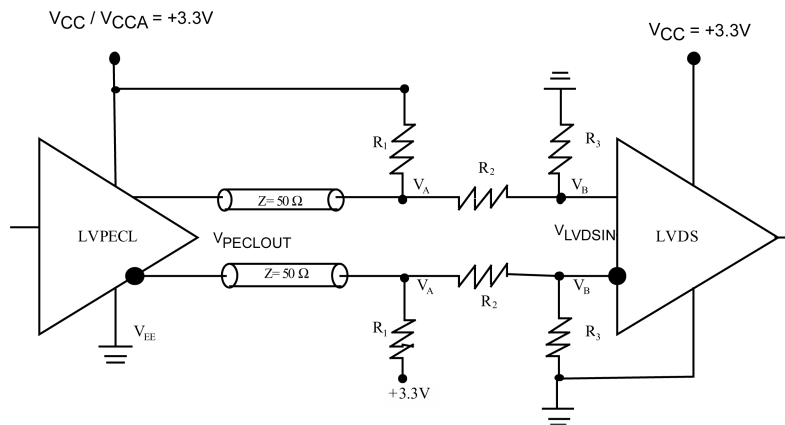 VCC / VCCA = +3.3V
VCC = +3.3V
R1
R3
R2
VA
VB
Z= 50 Ω
LVPECL
VPECLOUT
VLVDSIN
LVDS
Z= 50 Ω
VA
VB
R2
R1
R3
VEE
+3.3V